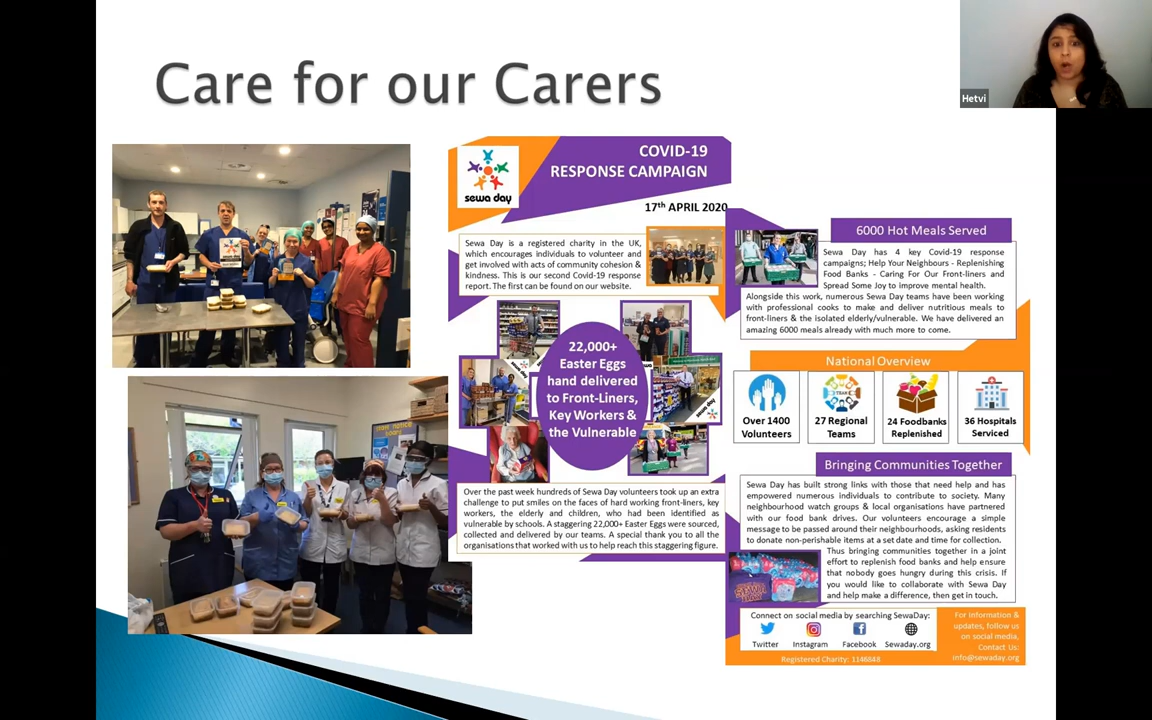 Care for our Carers
Hetvi
COVID-19
RESPONSE CAMPAIGN
sewa day
17th APRIL 2020
Sewa Day is a registered charity in the UK,
which encourages individuals to volunteer and
get involved with acts of community cohesion &
kindness. This is our second Covid-19 response
report. The first can be found on our website.
22,000+
Easter Eggs
hand delivered
to Front-Liners,
Key Workers &
the Vulnerable
sewa day
Over the past week hundreds of Sewa Day volunteers took up an extra
challenge to put smiles on the faces of hard working front-liners, key
workers, the elderly and children, who had been identified as
vulnerable by schools. A staggering 22,000+ Easter Eggs were sourced,
collected and delivered by our teams. A special thank you to all the
organisations that worked with us to help reach this staggering figure.
6000 Hot Meals Served
Sewa Day has 4 key Covid-19 response
campaigns; Help Your Neighbours - Replenishing
Food Banks - Caring For Our Front-liners and
Spread Some Joy to improve mental health.
Alongside this work, numerous Sewa Day teams have been working
with professional cooks to make and deliver nutritious meals to
front-liners & the isolated elderly/vulnerable. We have delivered an
amazing 6000 meals already with much more to come.
National Overview
Over 1400
Volunteers
TEAM
27 Regional
Teams
24 Foodbanks
Replenished
36 Hospitals
Serviced
Bringing Communities Together
Sewa Day has built strong links with those that need help and has
empowered numerous individuals to contribute to society. Many
neighbourhood watch groups & local organisations have partnered
with our food bank drives. Our volunteers encourage a simple
message to be passed around their neighbourhoods, asking residents
to donate non-perishable items at a set date and time for collection.
Thus bringing communities together in a joint
effort to replenish food banks and help ensure
that nobody goes hungry during this crisis. If
you would like to collaborate with Sewa Day
and help make a difference, then get in touch.
Connect on social media by searching SewaDay:
Twitter
Instagram
Facebook
Sewaday.org
Registered Charity: 1146848
For information &
updates, follow us
on social media,
Contact Us:
info@sewaday.org